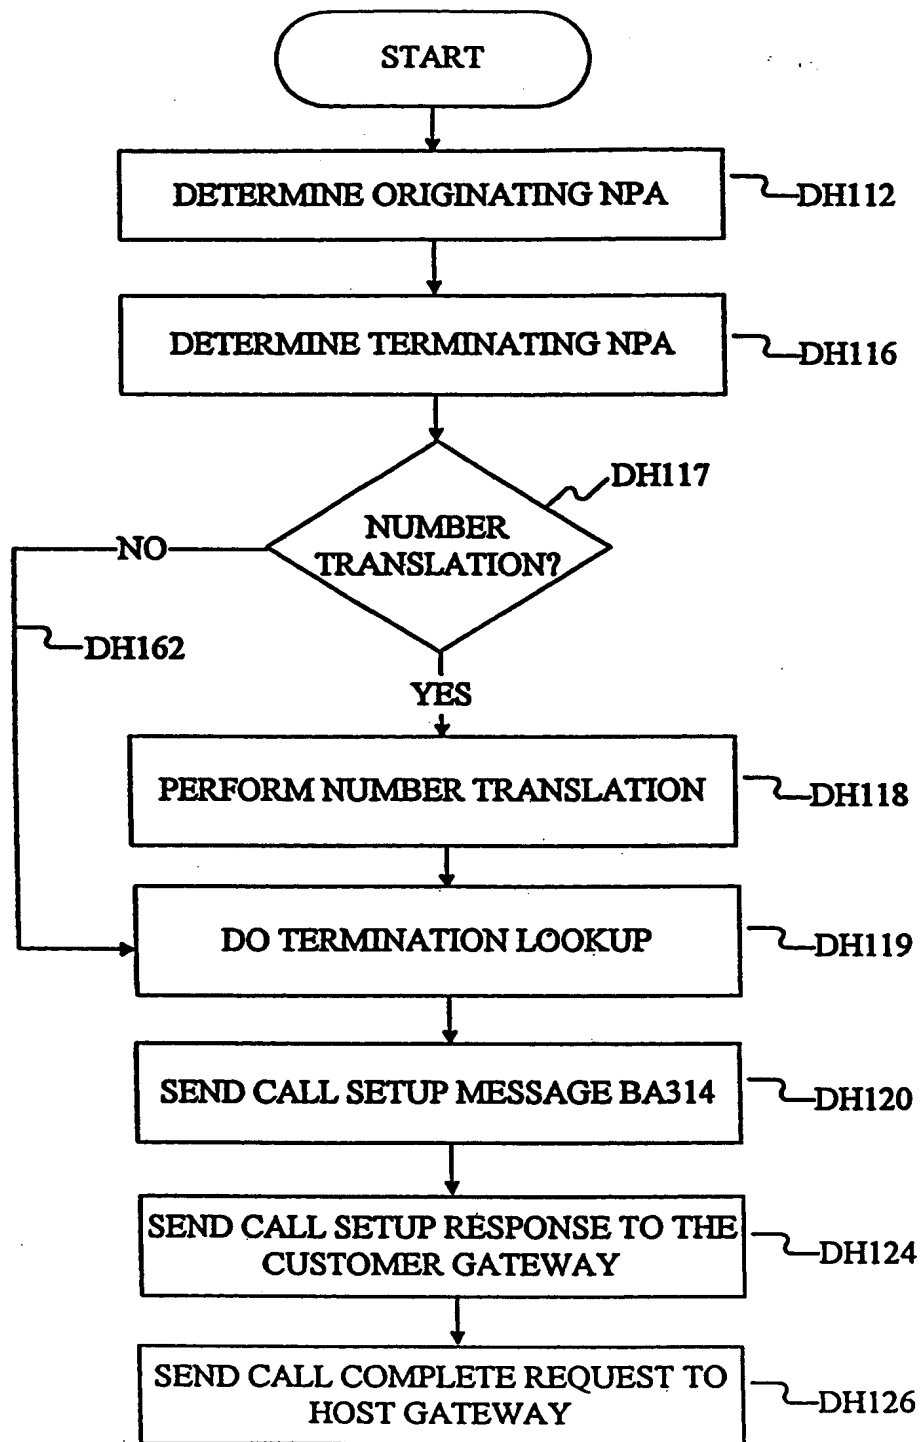 START
DETERMINE ORIGINATING NPA
DH112
DETERMINE TERMINATING NPA
DH116
DH117
NUMBER
TRANSLATION?
NO
DH162
YES
PERFORM NUMBER TRANSLATION
DH118
DO TERMINATION LOOKUP
DH119
SEND CALL SETUP MESSAGE BA314
DH120
SEND CALL SETUP RESPONSE TO THE
CUSTOMER GATEWAY
DH124
SEND CALL COMPLETE REQUEST TO
HOST GATEWAY
DH126